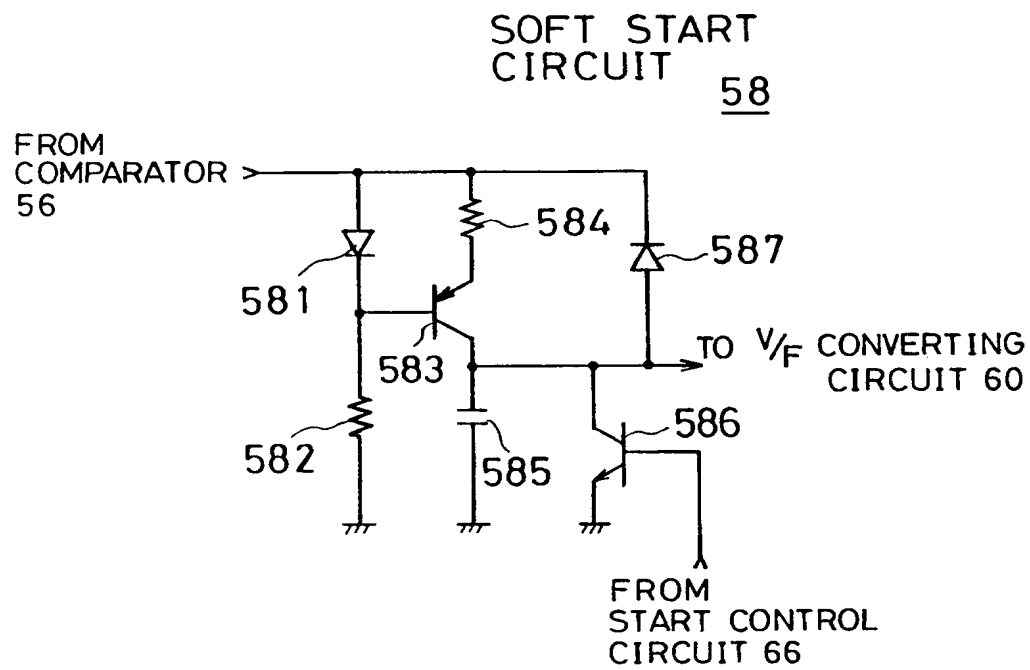 SOFT START
CIRCUIT
58
FROM
COMPARATOR
56
584
587
581
583
TO V/F CONVERTING
CIRCUIT 60
586
582
585
FROM
START CONTROL
CIRCUIT 66